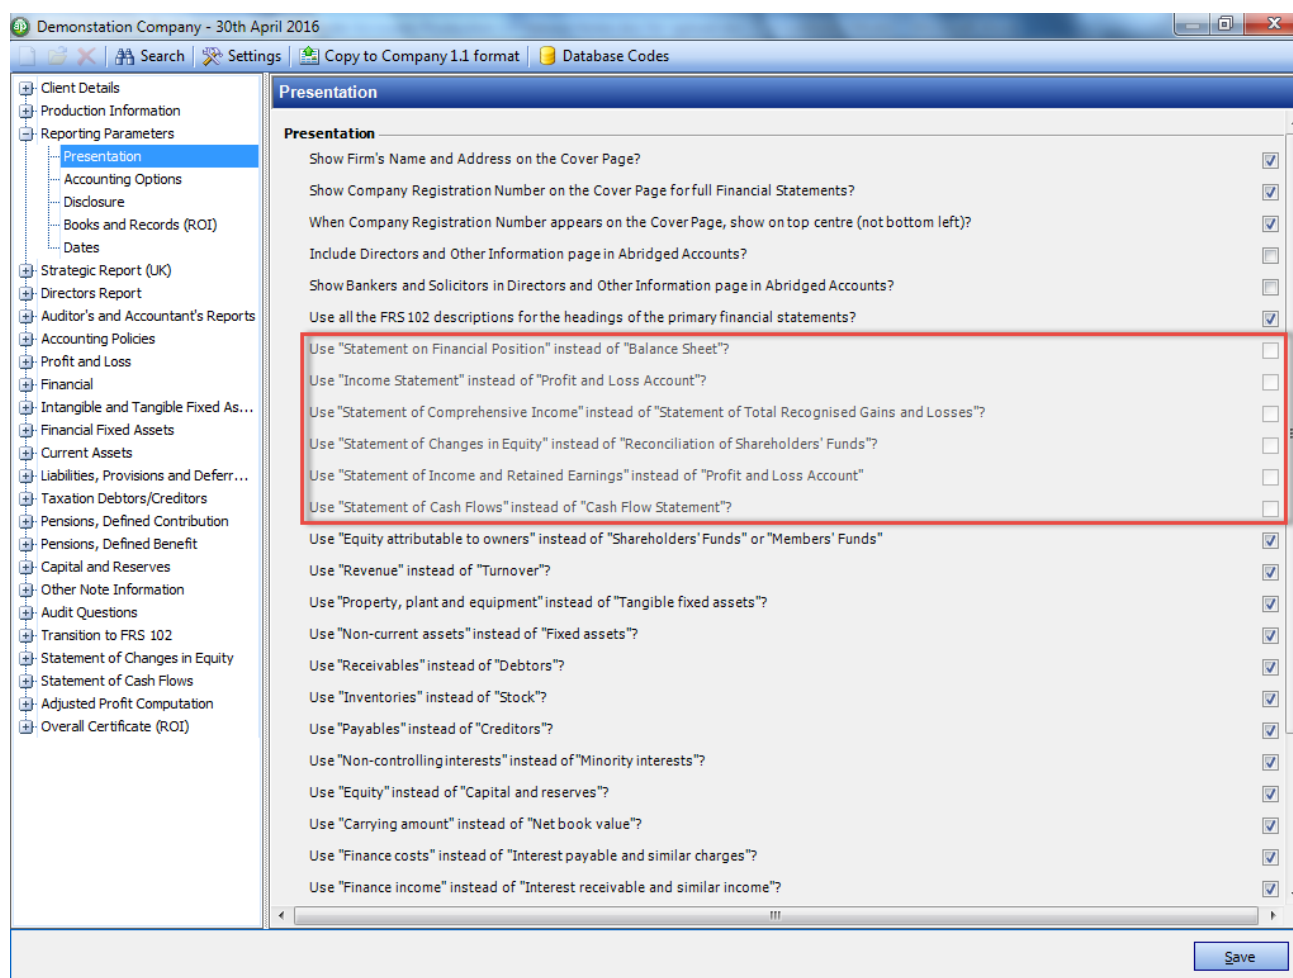 Demonstation Company - 30th April 2016
Search Settings Copy to Company 1.1 format Database Codes
Client Details
Production Information
Reporting Parameters
Presentation
Accounting Options
Disclosure
Books and Records (ROI)
Dates
Strategic Report (UK)
Directors Report
Auditor's and Accountant's Reports
Accounting Policies
Profit and Loss
Financial
Intangible and Tangible Fixed As...
Financial Fixed Assets
Current Assets
Liabilities, Provisions and Deferr...
Taxation Debtors/Creditors
Pensions, Defined Contribution
Pensions, Defined Benefit
Capital and Reserves
Other Note Information
Audit Questions
Transition to FRS 102
Statement of Changes in Equity
Statement of Cash Flows
Adjusted Profit Computation
Overall Certificate (ROI)
Presentation
Presentation
Show Firm's Name and Address on the Cover Page?
Show Company Registration Number on the Cover Page for full Financial Statements?
When Company Registration Number appears on the Cover Page, show on top centre (not bottom left)?
Include Directors and Other Information page in Abridged Accounts?
Show Bankers and Solicitors in Directors and Other Information page in Abridged Accounts?
Use all the FRS 102 descriptions for the headings of the primary financial statements?
Use "Statement on Financial Position" instead of "Balance Sheet"?
Use "Income Statement" instead of "Profit and Loss Account"?
Use "Statement of Comprehensive Income" instead of "Statement of Total Recognised Gains and Losses"?
Use "Statement of Changes in Equity" instead of "Reconciliation of Shareholders' Funds"?
Use "Statement of Income and Retained Earnings" instead of "Profit and Loss Account"
Use "Statement of Cash Flows" instead of "Cash Flow Statement"?
Use "Equity attributable to owners" instead of "Shareholders' Funds" or "Members' Funds"
Use "Revenue" instead of "Turnover"?
Use "Property, plant and equipment" instead of "Tangible fixed assets"?
Use "Non-current assets" instead of "Fixed assets"?
Use "Receivables" instead of "Debtors"?
Use "Inventories" instead of "Stock"?
Use "Payables" instead of "Creditors"?
Use "Non-controlling interests" instead of "Minority interests"?
Use "Equity" instead of "Capital and reserves"?
Use "Carrying amount" instead of "Net book value"?
Use "Finance costs" instead of "Interest payable and similar charges"?
Use "Finance income" instead of "Interest receivable and similar income"?
Save